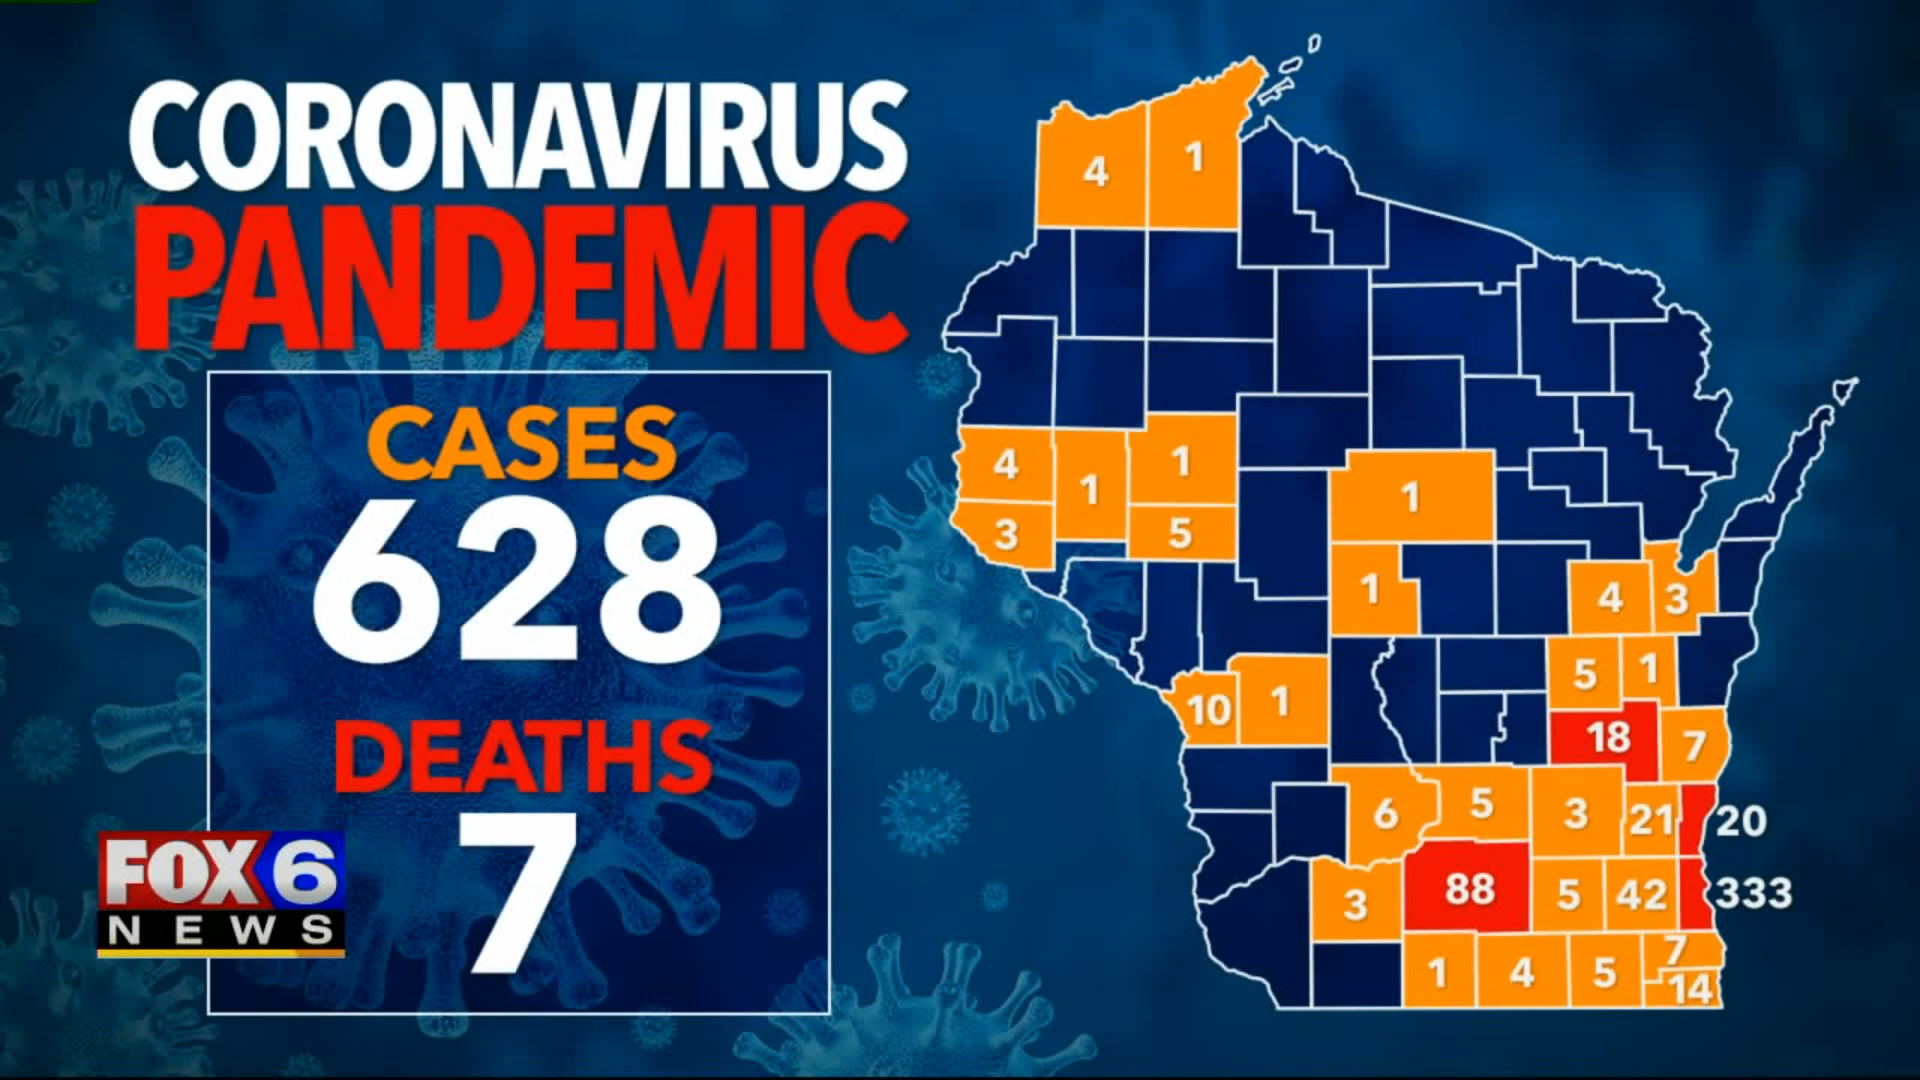 CORONAVIRUS
PANDEMIC
CASES
628
DEATHS
7
FOX 6
NEWS
4 1
4 1 1
3 5
1
1
4 3
5 1
10 1
18 7
6 5 3 21 20
3 88 5 42 333
1 4 5 7
14